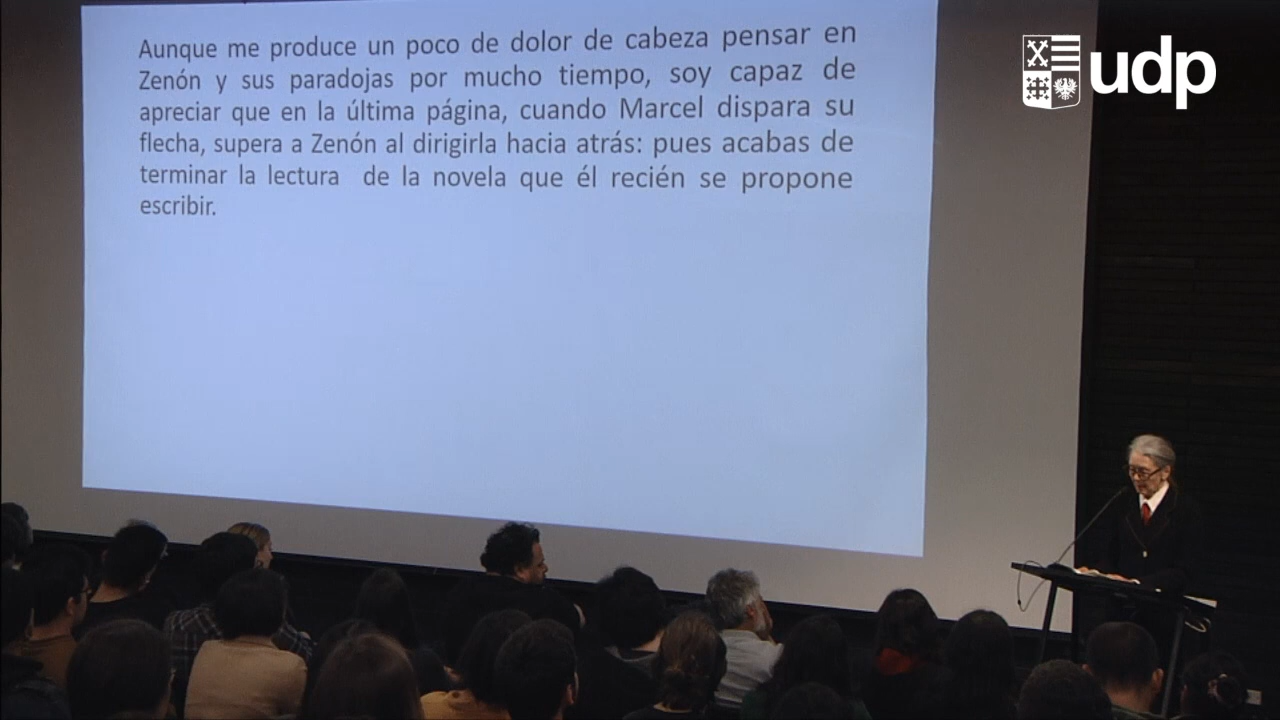 Aunque me produce un poco de dolor de cabeza pensar en
Zenón y sus paradojas por mucho tiempo, soy capaz de
apreciar que en la última página, cuando Marcel dispara su
flecha, supera a Zenón al dirigirla hacia atrás: pues acabas de
terminar la lectura de la novela que él recién se propone
escribir.
udp